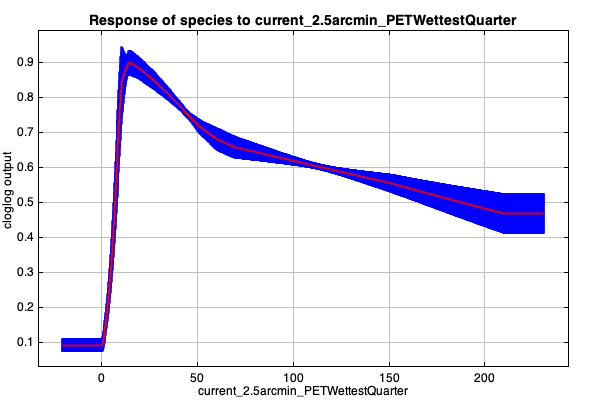 Response of species to current_2.5arcmin_PETWettestQuarter
cloglog output
0.9
0.8
0.7
0.6
0.5
0.4
0.3
0.2
0.1
0 50 100 150 200
current_2.5arcmin_PETWettestQuarter